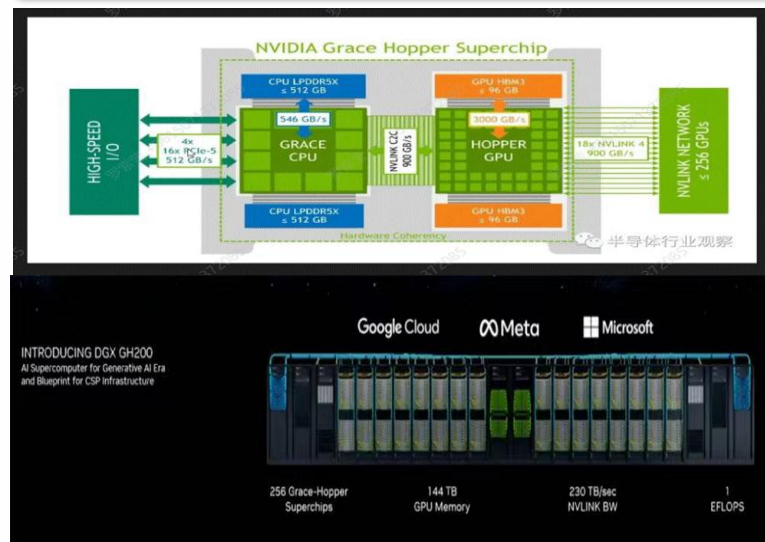 NVIDIA Grace Hopper Superchip
CPU LPDDR5X
≤ 512 GB
GPU HBM3
≤ 96 GB
HIGH-SPEED
I/O
4x
16x PCIe-5
512 GB/s
546 GB/s
GRACE
CPU
NVLINK C2C
900 GB/s
3000 GB/s
HOPPER
GPU
18x NVLINK 4
900 GB/s
NVLINK NETWORK
≤ 256 GPUs
CPU LPDDR5X
≤ 512 GB
GPU HBM3
≤ 96 GB
Hardware Coherency
半导体行业观察
Google Cloud
Meta
Microsoft
INTRODUCING DGX GH200
AI Supercomputer for Generative AI Era
and Blueprint for CSP Infrastructure
256 Grace-Hopper
Superchips
144 TB
GPU Memory
230 TB/sec
NVLINK BW
1
EFLOPS